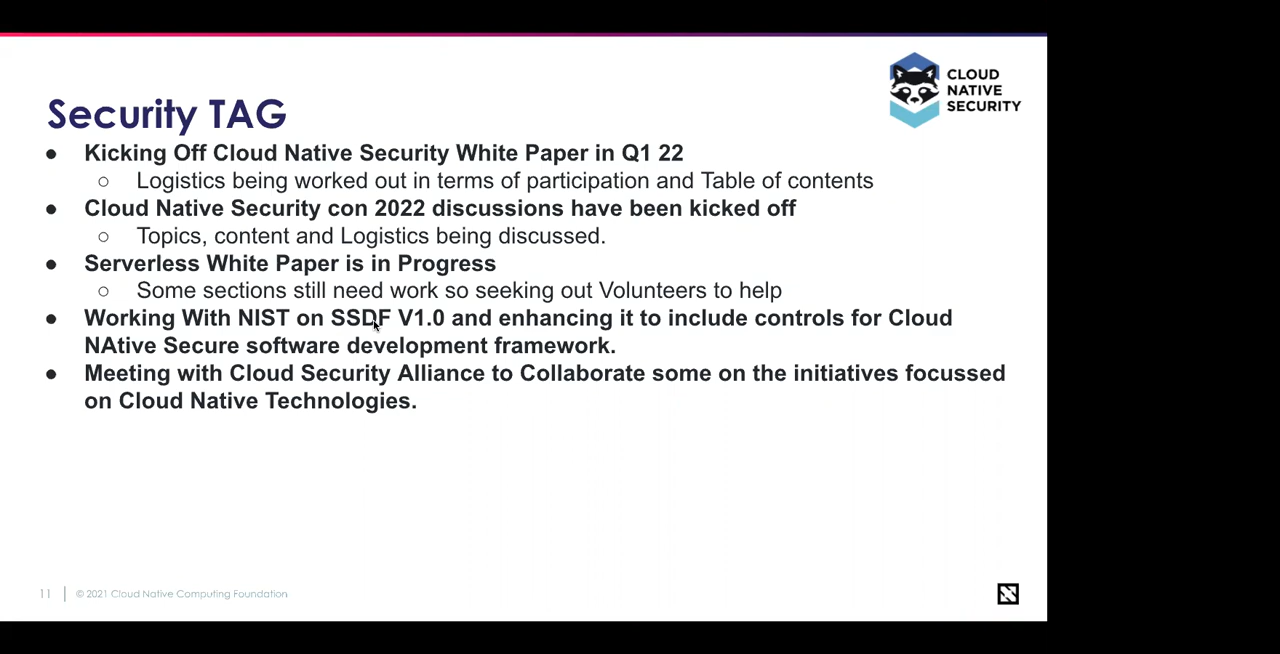 CLOUD
NATIVE
SECURITY
Security TAG
● Kicking Off Cloud Native Security White Paper in Q1 22
○ Logistics being worked out in terms of participation and Table of contents
● Cloud Native Security con 2022 discussions have been kicked off
○ Topics, content and Logistics being discussed.
● Serverless White Paper is in Progress
○ Some sections still need work so seeking out Volunteers to help
● Working With NIST on SSDF V1.0 and enhancing it to include controls for Cloud
NAtive Secure software development framework.
● Meeting with Cloud Security Alliance to Collaborate some on the initiatives focussed
on Cloud Native Technologies.
11 | © 2021 Cloud Native Computing Foundation